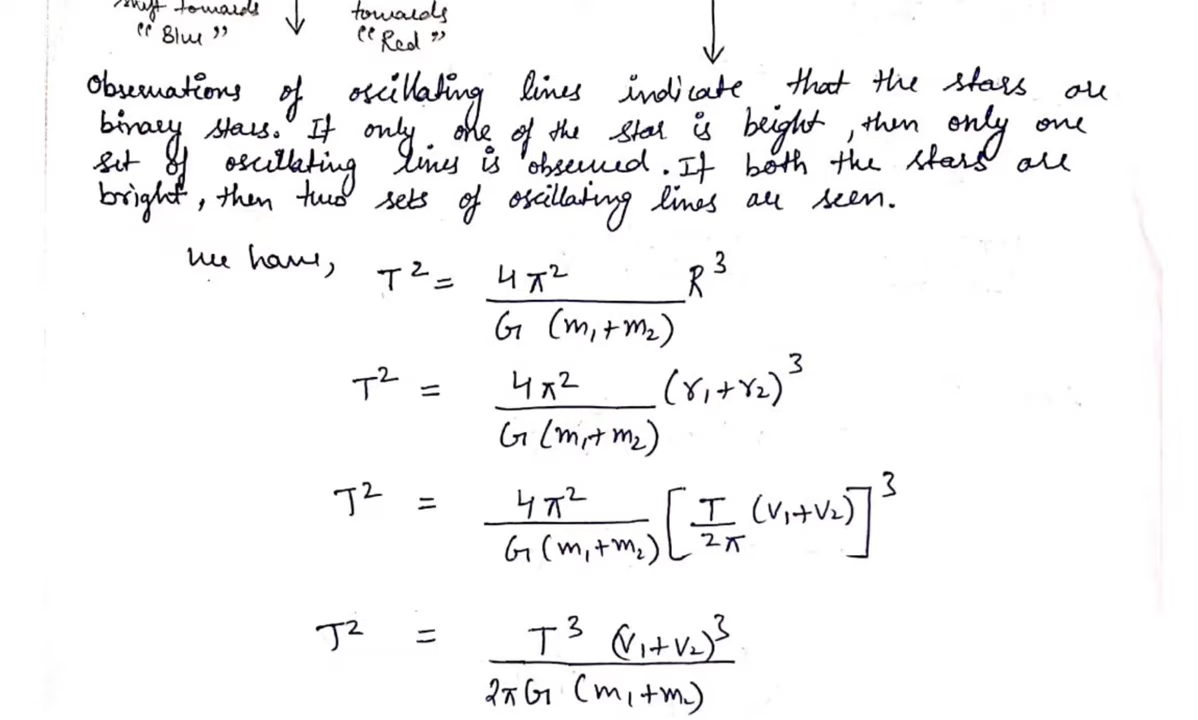 shift towards towards
"Blue" ↓ "Red" ↓
Observations of oscillating lines indicate that the stars are
binary stars. If only one of the star is bright, then only one
set of oscillating lines is observed. If both the stars are
bright, then two sets of oscillating lines are seen.
we have, T² = 4π² / G (m₁+m₂) R³
T² = 4π² / G (m₁+m₂) (r₁+r₂)³
T² = 4π² / G (m₁+m₂) [T/2π (v₁+v₂)]³
T² = T³ (v₁+v₂)³ / 2πG (m₁+m₂)